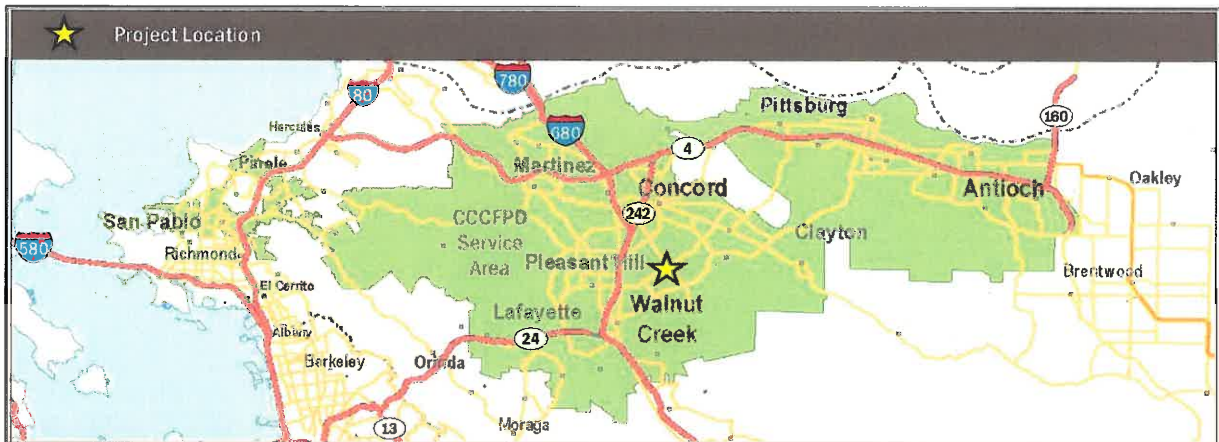 Project Location
780
80
160
Pittsburg
Hercules
680
4
Pinole
Martinez
Oakley
Concord
Antioch
242
San Pablo
CCCFPD
Service
Area
Clayton
580
Richmond
Pleasant Hill
Brentwood
El Cerrito
Walnut
Creek
Lafayette
Albany
24
Berkeley
Orinda
13
Moraga